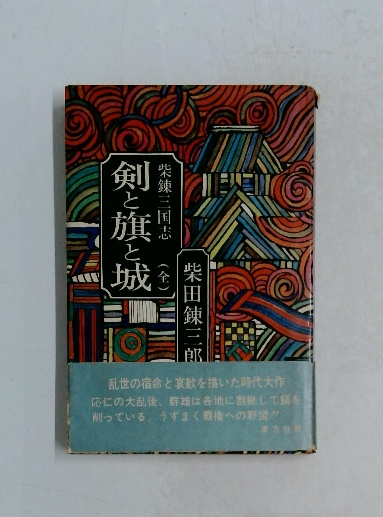 柴錬三国志
剣と旗と城
（全）
柴田錬三郎
乱世の宿命と哀歓を描いた時代大作
応仁の大乱後、群雄は各地に割拠して鎬を
削っている。うずまく覇権への野望!!